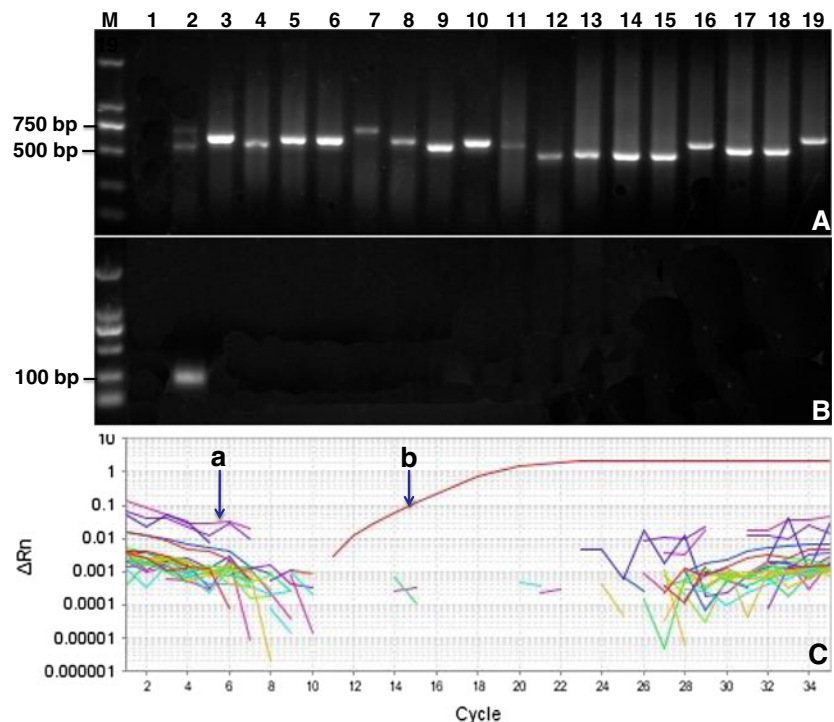 M 1 2 3 4 5 6 7 8 9 10 11 12 13 14 15 16 17 18 19
750 bp
500 bp
A
100 bp
B
10
1
0.1
0.01
0.001
0.0001
0.00001
0.000001
ΔRn
a
b
C
2 4 6 8 10 12 14 16 18 20 22 24 26 28 30 32 34
Cycle